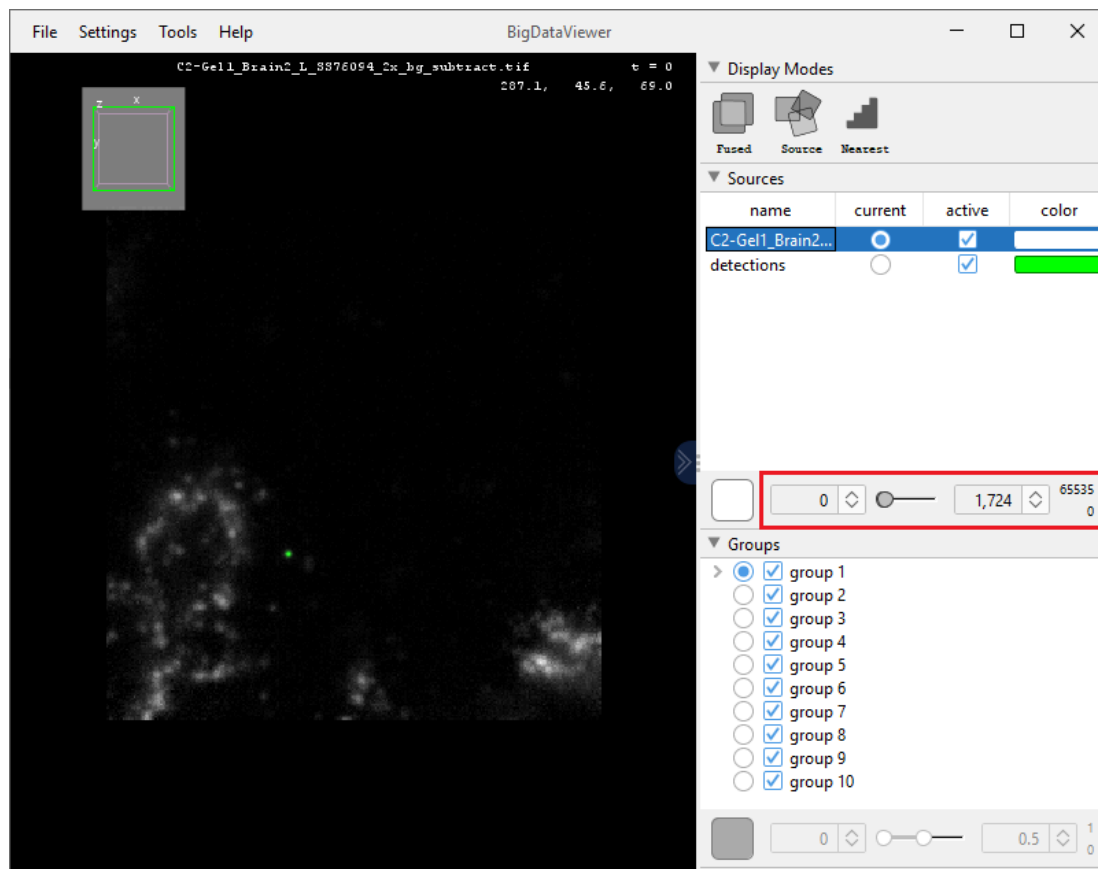 File Settings Tools Help BigDataViewer
C2-Gel1_Brain2_L_SS76094_2x_bg_subtract.tif t = 0
287.1, 45.6, 69.0
z x
y
Display Modes
Fused Source Nearest
Sources
name current active color
C2-Gel1_Brain2...
detections
0 1,724 65535
0
Groups
group 1
group 2
group 3
group 4
group 5
group 6
group 7
group 8
group 9
group 10
0 0.5 1
0